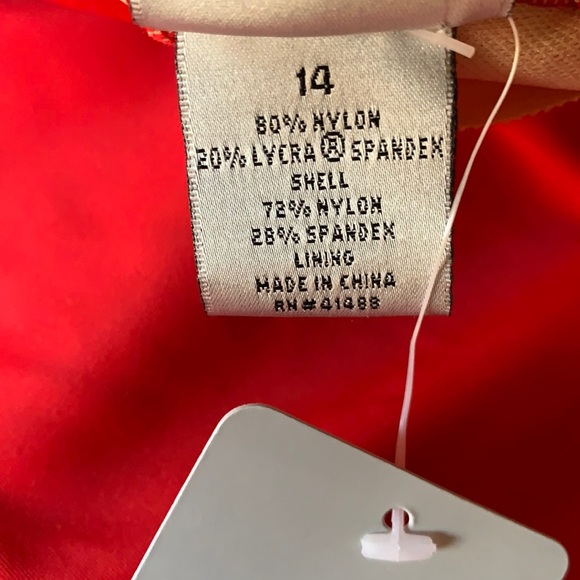 14
80% NYLON
20% LYCRA® SPANDEX
SHELL
72% NYLON
28% SPANDEX
LINING
MADE IN CHINA
RN#41488